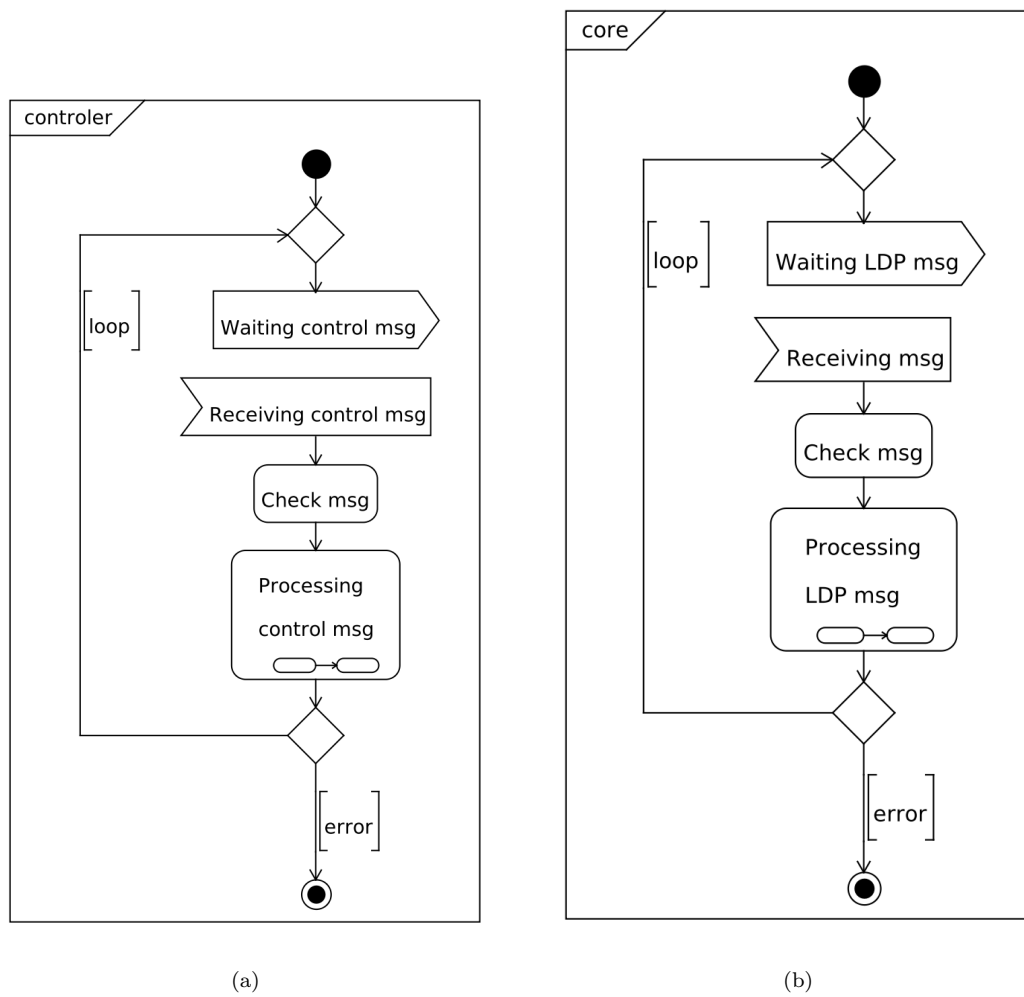 controler
[loop]
Waiting control msg
Receiving control msg
Check msg
Processing
control msg
[error]
(a)
core
[loop]
Waiting LDP msg
Receiving msg
Check msg
Processing
LDP msg
[error]
(b)